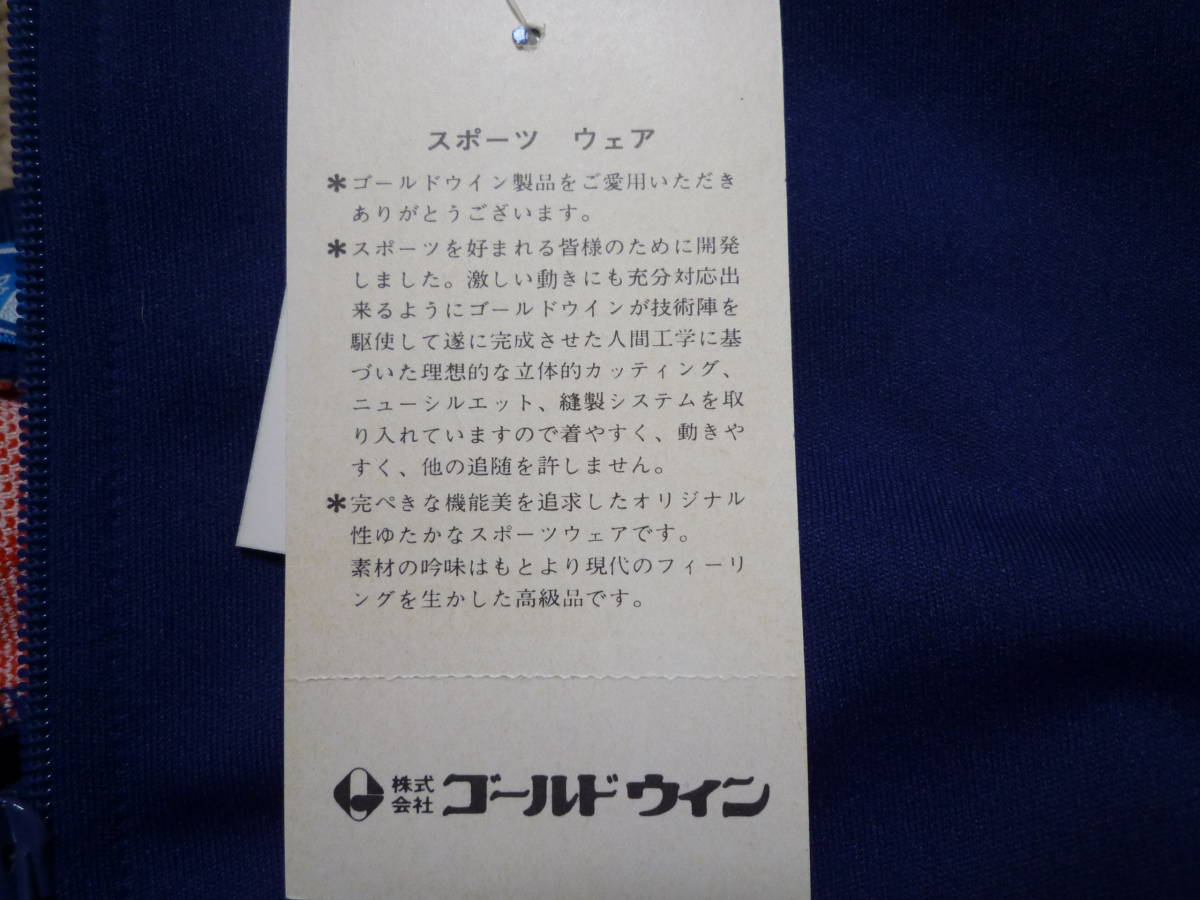 スポーツ　ウェア
＊ゴールドウイン製品をご愛用いただき
ありがとうございます。
＊スポーツを好まれる皆様のために開発
しました。激しい動きにも充分対応出
来るようにゴールドウインが技術陣を
駆使して遂に完成させた人間工学に基
づいた理想的な立体的カッティング、
ニューシルエット、縫製システムを取
り入れていますので着やすく、動きや
すく、他の追随を許しません。
＊完ぺきな機能美を追求したオリジナル
性ゆたかなスポーツウェアです。
素材の吟味はもとより現代のフィーリ
ングを生かした高級品です。
株式
会社 ゴールドウイン